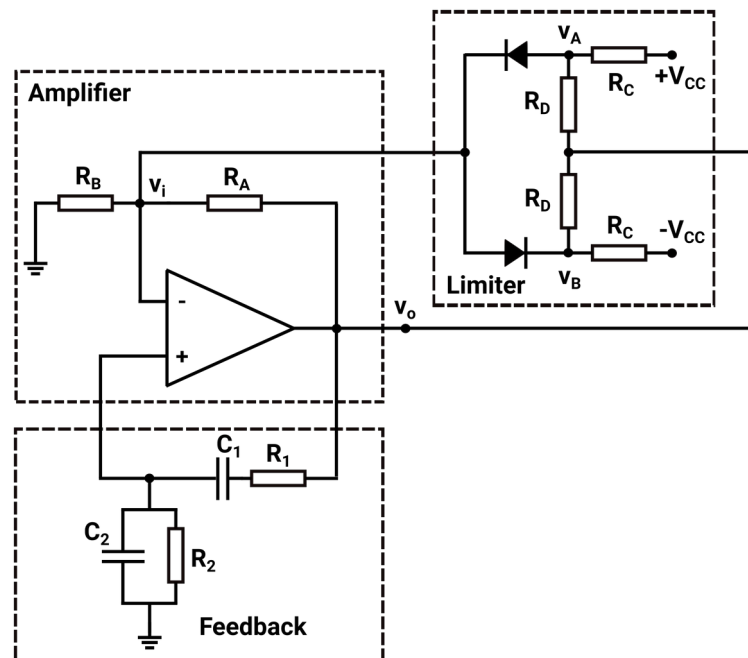 v_A
R_C
+V_CC
R_D
Amplifier
R_B
v_i
R_A
R_D
R_C
-V_CC
v_B
Limiter
-
+
v_o
C_1
R_1
C_2
R_2
Feedback